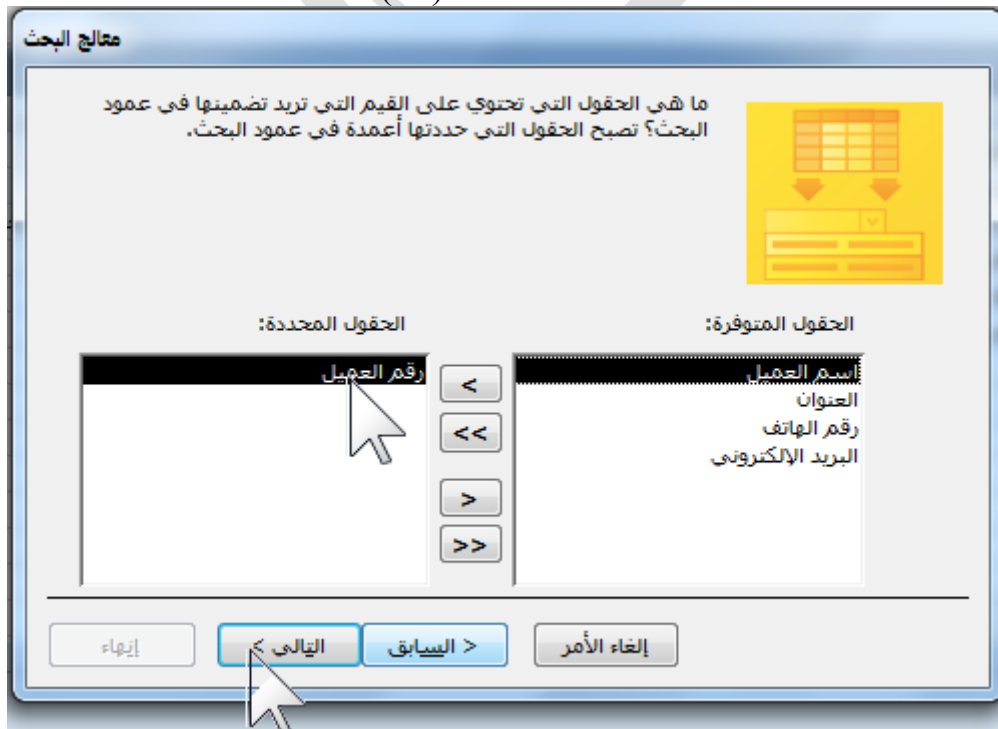 معالج البحث
ما هي الحقول التي تحتوي على القيم التي تريد تضمينها في عمود
البحث؟ تصبح الحقول التي حددتها أعمدة في عمود البحث.
الحقول المتوفرة:
الحقول المحددة:
اسم العميل
العنوان
رقم الهاتف
البريد الإلكتروني
>
>>
<
<<
رقم العميل
إلغاء الأمر
< السابق
التالي >
إنهاء